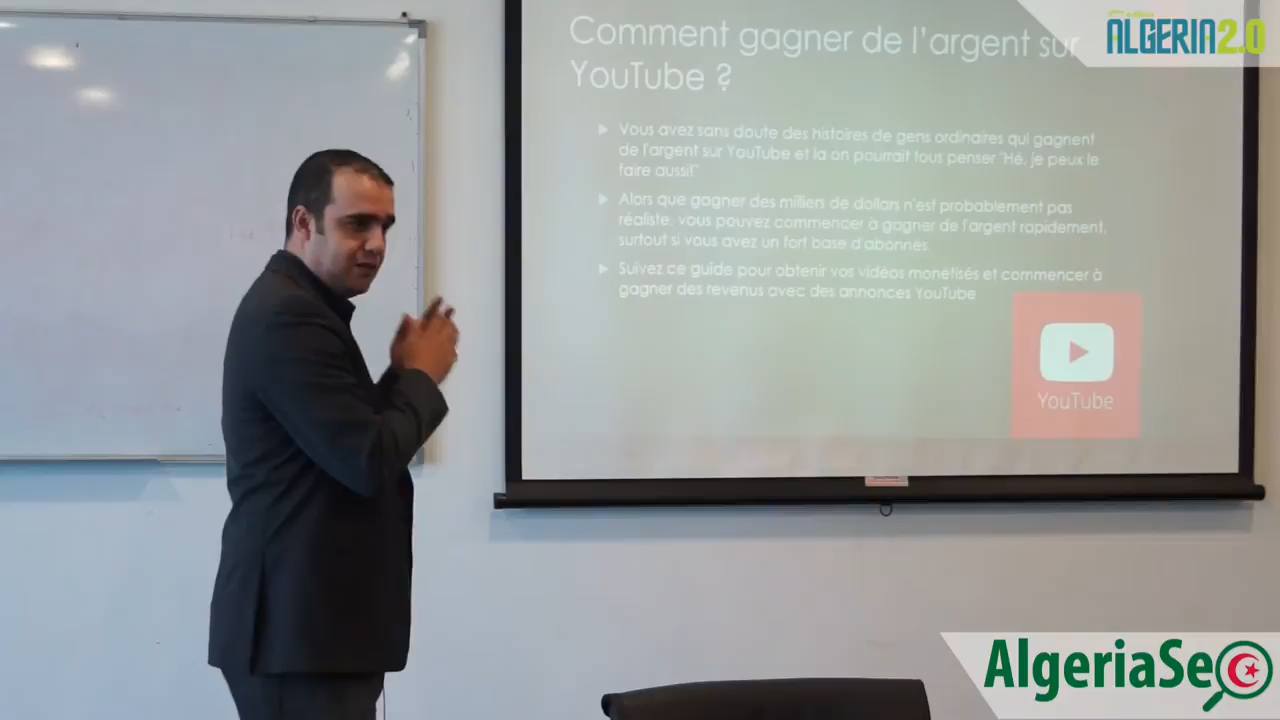 Comment gagner de l'argent sur
YouTube ?
ALGERIA2.0
Vous avez sans doute des histoires de gens ordinaires qui gagnent
de l'argent sur YouTube et la on pourrait tous penser "Hé, je peux le
faire aussi!"
Alors que gagner des milliers de dollars n'est probablement pas
réaliste, vous pouvez commencer à gagner de l'argent rapidement,
surtout si vous avez un fort base d'abonnés.
Suivez ce guide pour obtenir vos vidéos monétisés et commencer à
gagner des revenus avec des annonces YouTube
YouTube
AlgeriaSeo